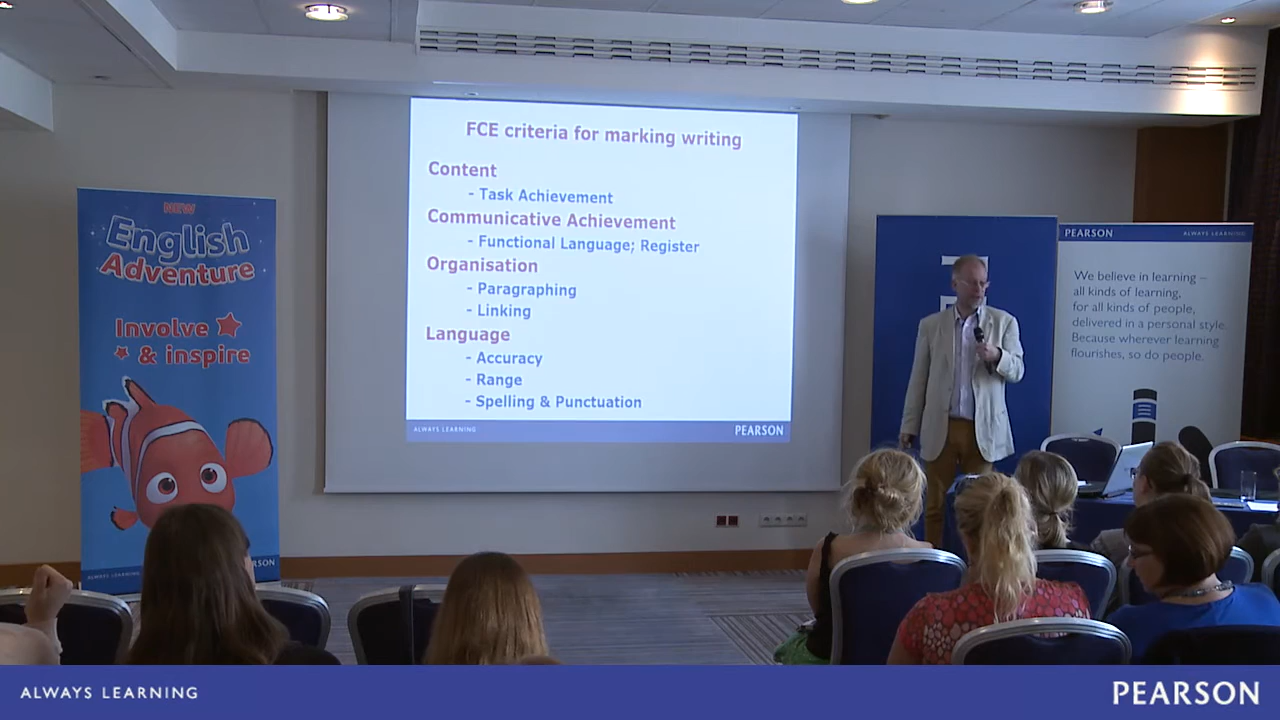 NEW
English
Adventure
Involve
& inspire
ALWAYS LEARNING
FCE criteria for marking writing
Content
- Task Achievement
Communicative Achievement
- Functional Language; Register
Organisation
- Paragraphing
- Linking
Language
- Accuracy
- Range
- Spelling & Punctuation
ALWAYS LEARNING
PEARSON
PEARSON
ALWAYS LEARNING
We believe in learning –
all kinds of learning,
for all kinds of people,
delivered in a personal style.
Because wherever learning
flourishes, so do people.
ALWAYS LEARNING
PEARSON